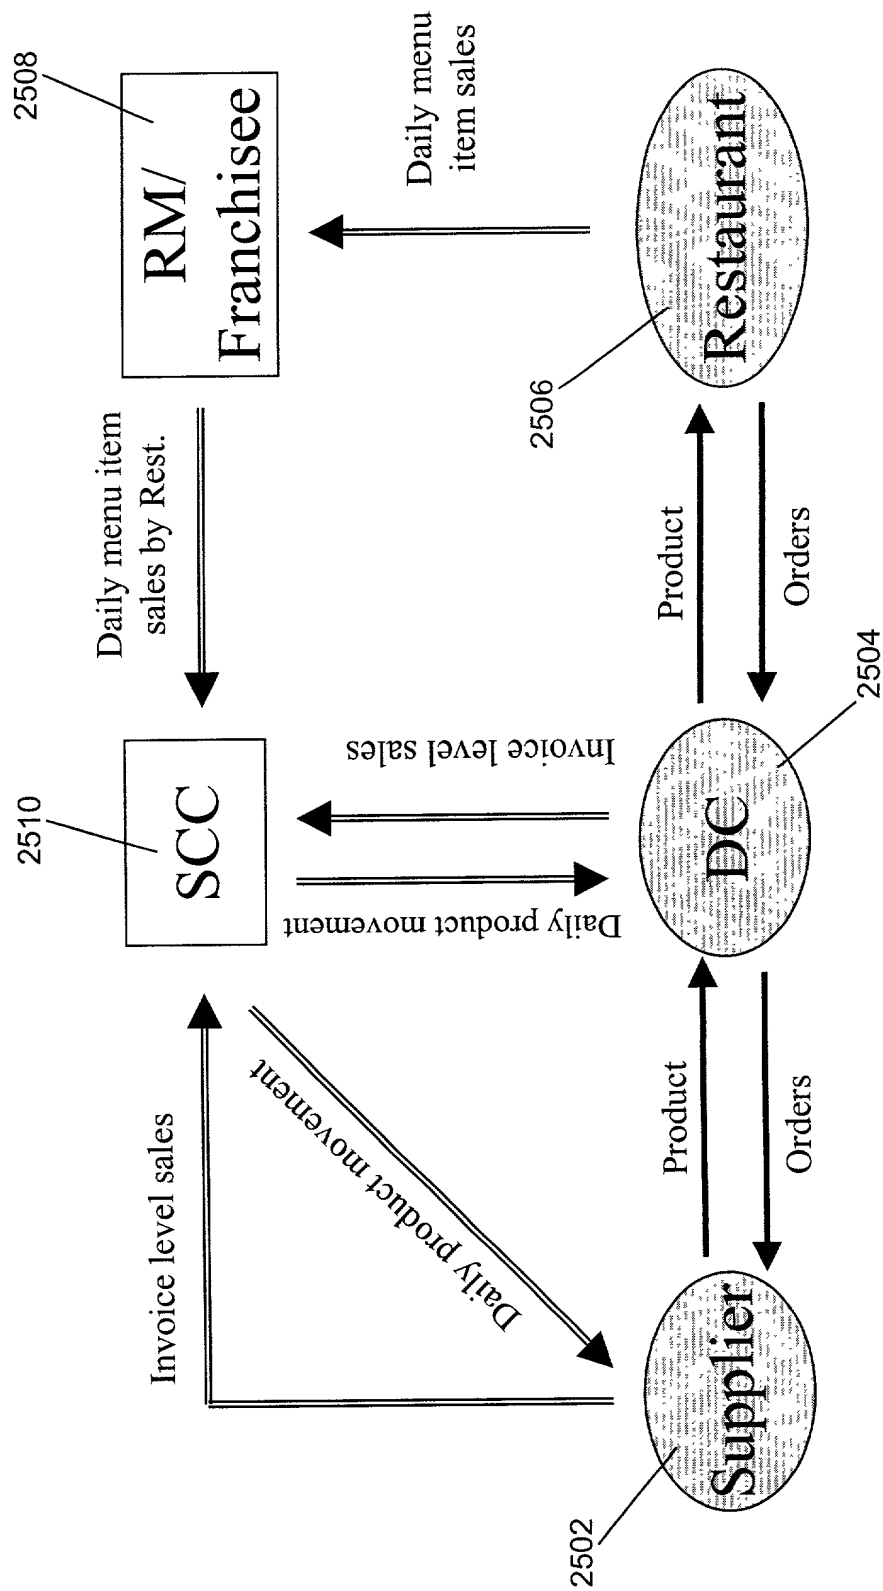 2510
2508
SCC
RM/
Franchisee
Invoice level sales
Daily menu item
sales by Rest.
Daily product movement
Daily product movement
Invoice level sales
Daily menu
item sales
2502
2506
Product
Product
Supplier
DC
Restaurant
Orders
Orders
2504